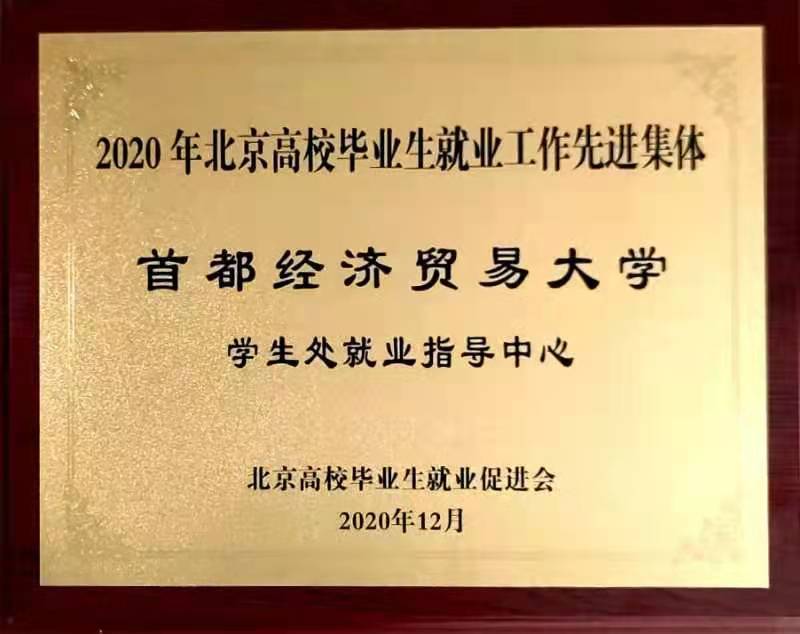 2020年北京高校毕业生就业工作先进集体
首都经济贸易大学
学生处就业指导中心
北京高校毕业生就业促进会
2020年12月